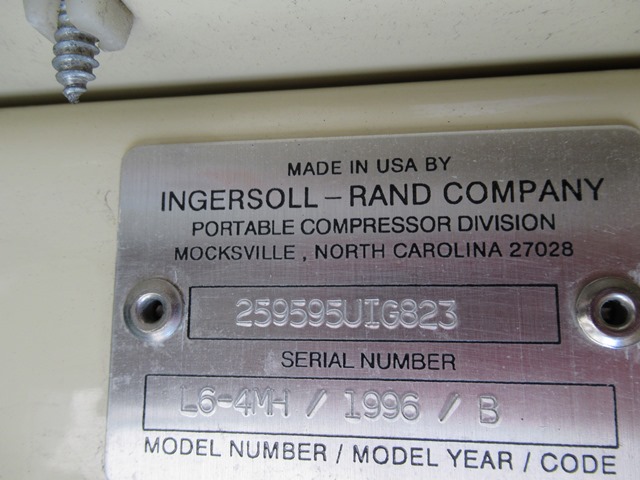 MADE IN USA BY
INGERSOLL-RAND COMPANY
PORTABLE COMPRESSOR DIVISION
MOCKSVILLE, NORTH CAROLINA 27028
259595UIG823
SERIAL NUMBER
L6-4MH / 1996 / B
MODEL NUMBER / MODEL YEAR / CODE